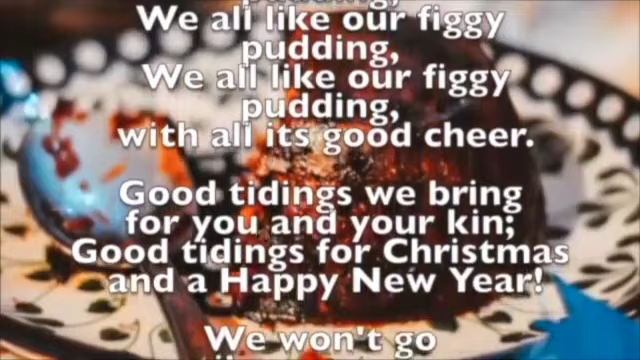 pudding,
We all like our figgy
pudding,
We all like our figgy
pudding,
with all its good cheer.
Good tidings we bring
for you and your kin;
Good tidings for Christmas
and a Happy New Year!
We won't go